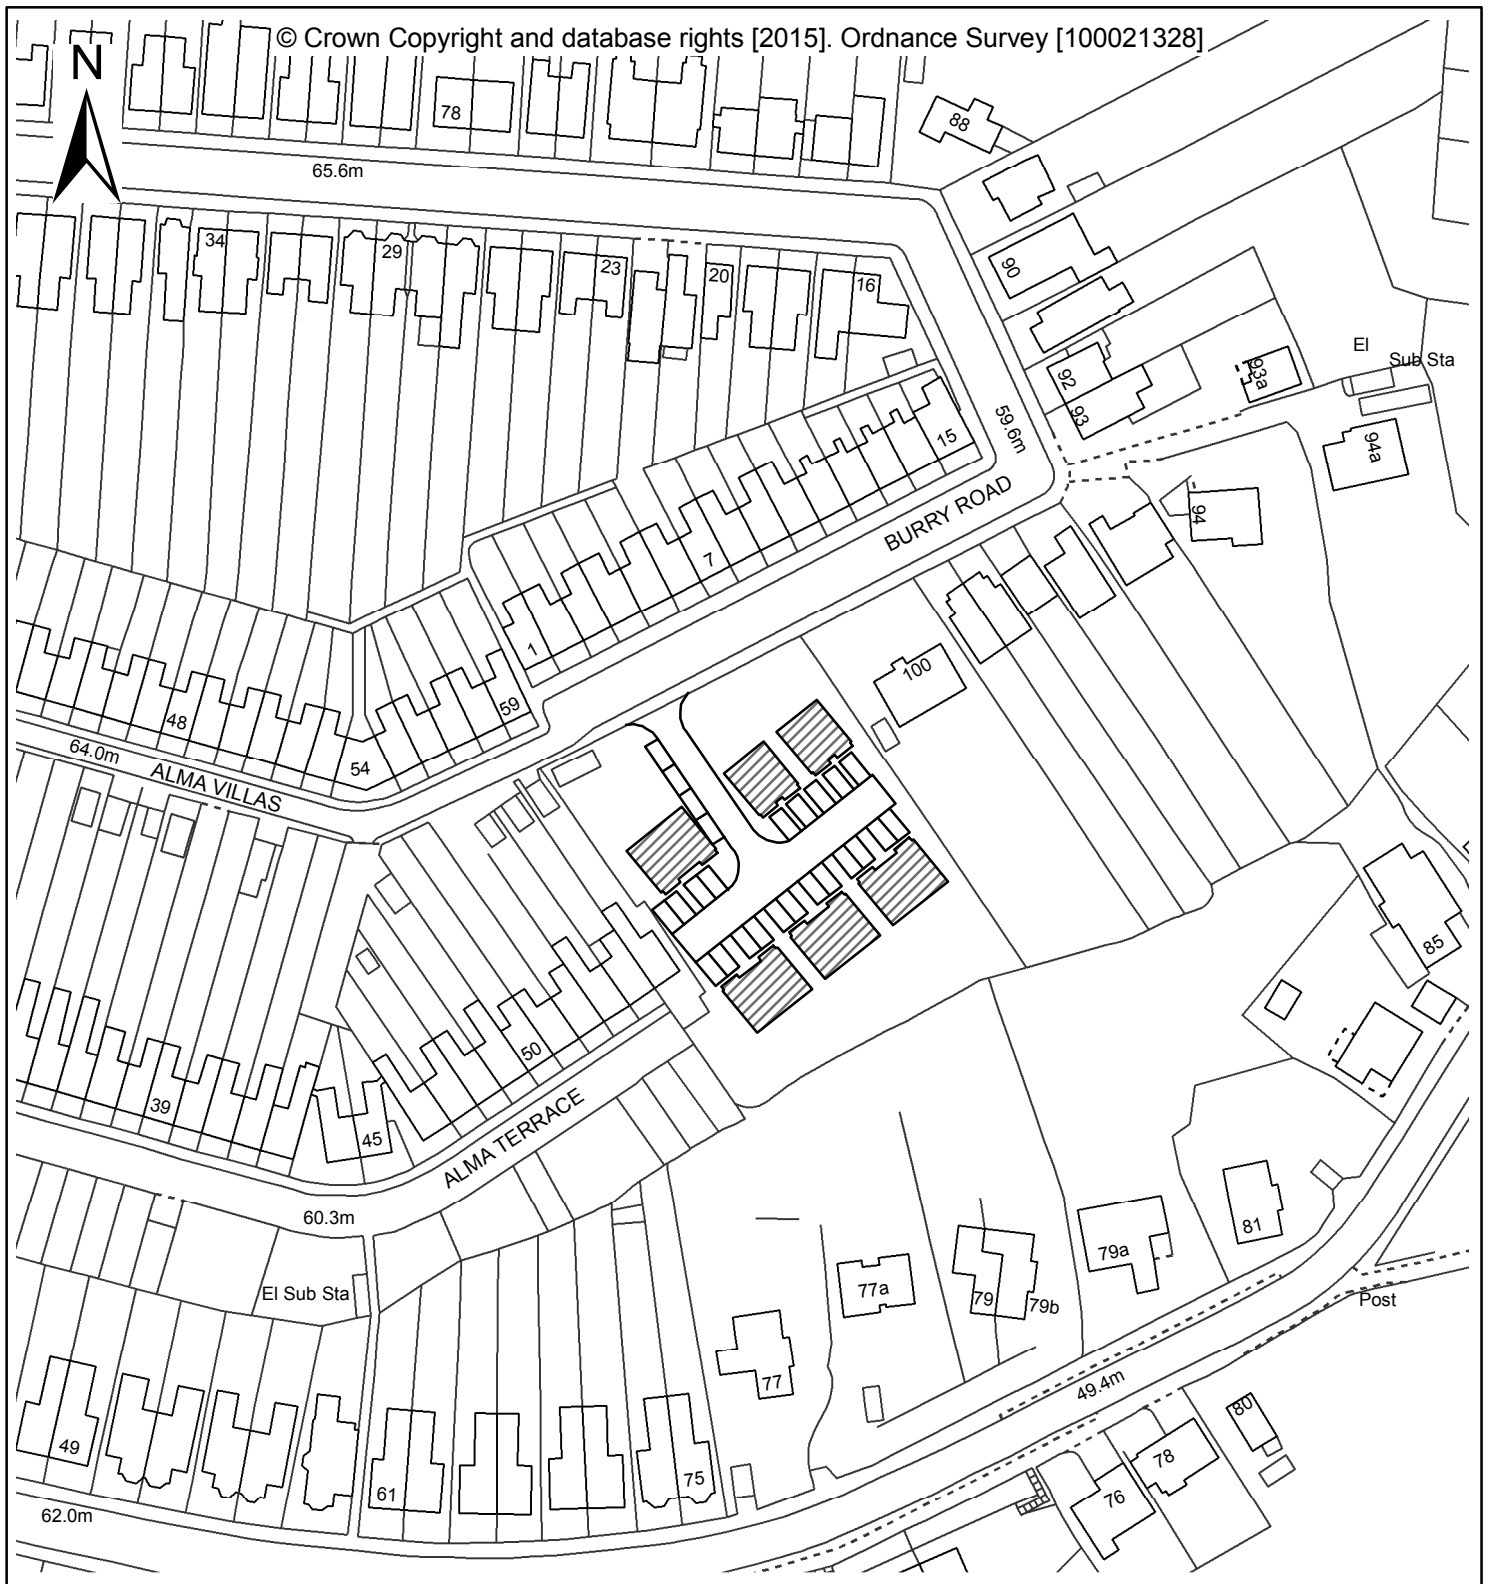 © Crown Copyright and database rights [2015]. Ordnance Survey [100021328]
N
78
88
65.6m
34
29
23
20
16
90
92
93
93a
El
Sub Sta
94a
59.6m
15
BURRY ROAD
94
7
1
100
59
48
54
64.0m
ALMA VILLAS
85
50
39
45
ALMA TERRACE
60.3m
81
79a
El Sub Sta
77a
79
79b
Post
77
49.4m
80
49
61
75
78
76
62.0m